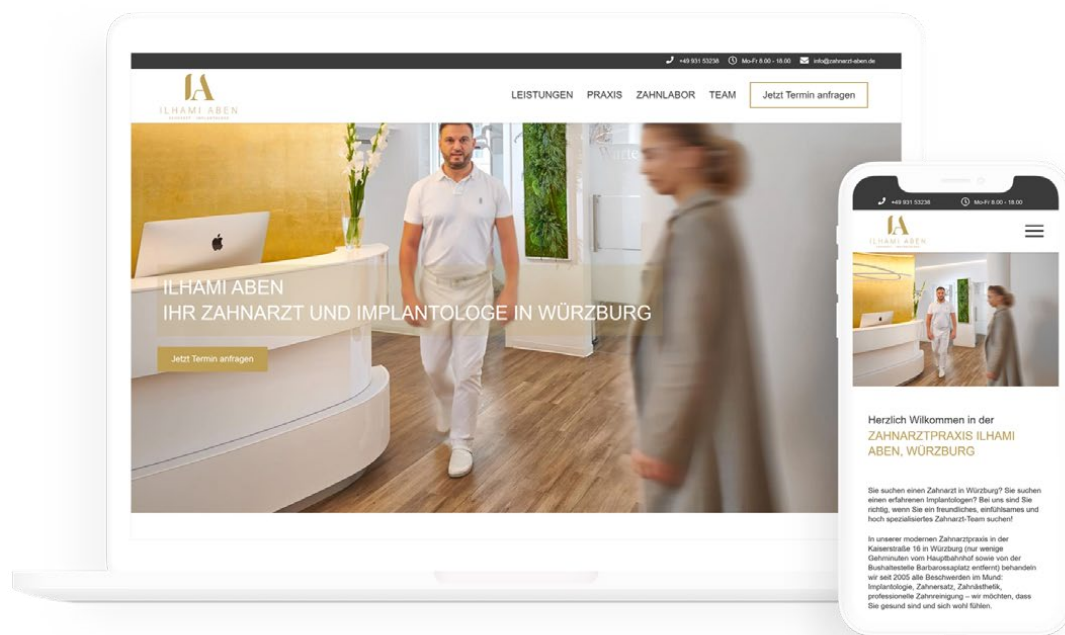 +49 931 53238 Mo-Fr 8.00 - 18.00 info@zahnarzt-aben.de
IA
ILHAMI ABEN
LEISTUNGEN PRAXIS ZAHNLABOR TEAM Jetzt Termin anfragen
ILHAMI ABEN
IHR ZAHNARZT UND IMPLANTOLOGE IN WÜRZBURG
Jetzt Termin anfragen
+49 931 53238 Mo-Fr 8.00 - 18.00
IA
ILHAMI ABEN
Herzlich Wilkommen in der
ZAHNARZTPRAXIS ILHAMI
ABEN, WÜRZBURG
Sie suchen einen Zahnarzt in Würzburg? Sie suchen
einen erfahrenen Implantologen? Bei uns sind Sie
richtig, wenn Sie ein freundliches, einfühlsames und
hoch spezialisiertes Zahnarzt-Team suchen!
In unserer modernen Zahnarztpraxis in der
Kaiserstraße 16 in Würzburg (nur wenige
Gehminuten vom Hauptbahnhof sowie von der
Bushaltestelle Barbarossaplatz entfernt) behandeln
wir seit 2005 alle Beschwerden im Mund:
Implantologie, Zahnersatz, Zahnästhetik,
professionelle Zahnreinigung – wir möchten, dass
Sie gesund sind und sich wohl fühlen.